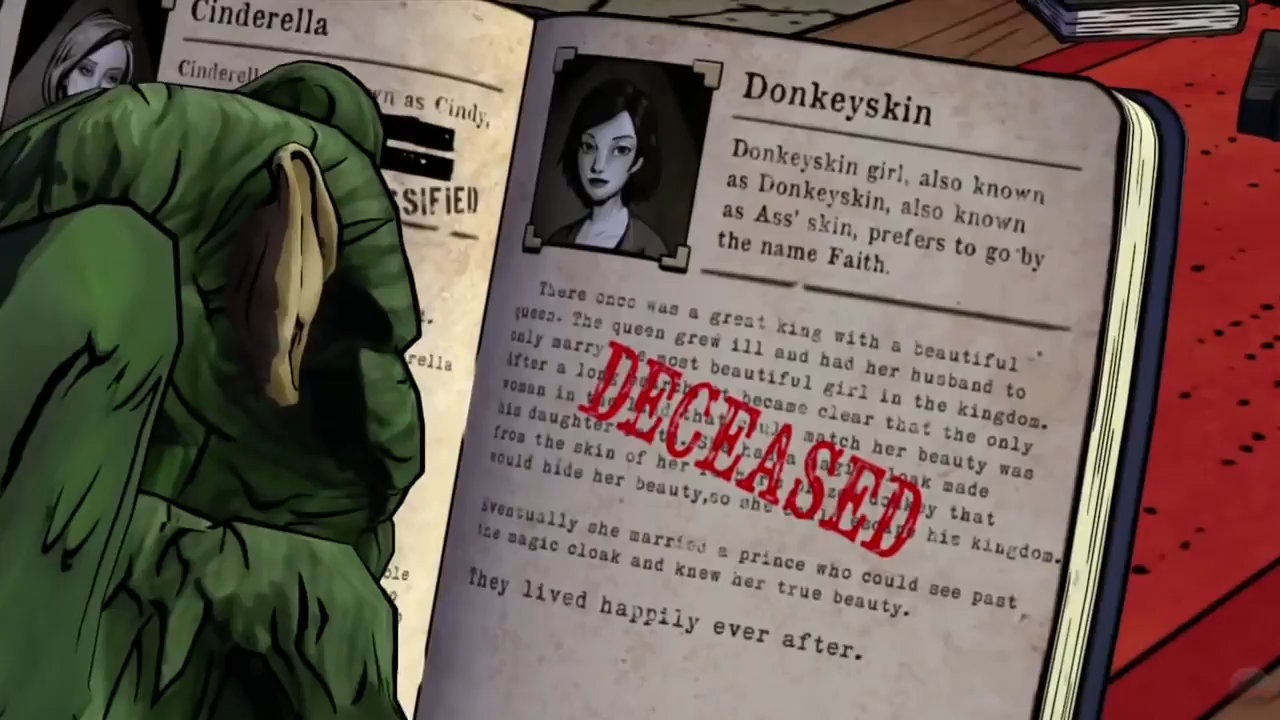 Cinderella
Cinderell wn as Cindy,
SSIFIED
rella
Donkeyskin
Donkeyskin girl, also known
as Donkeyskin, also known
as Ass' skin, prefers to go by
the name Faith.
There once was a great king with a beautiful
queen. The queen grew ill and had her husband to
only marry most beautiful girl in the kingdom.
After a long became clear that the only
woman in match her beauty was
his daughter had a cloak made
from the skin of her that
would hide her beauty,so she his kingdom.
DECEASED
Eventually she married a prince who could see past
the magic cloak and knew her true beauty.
They lived happily ever after.